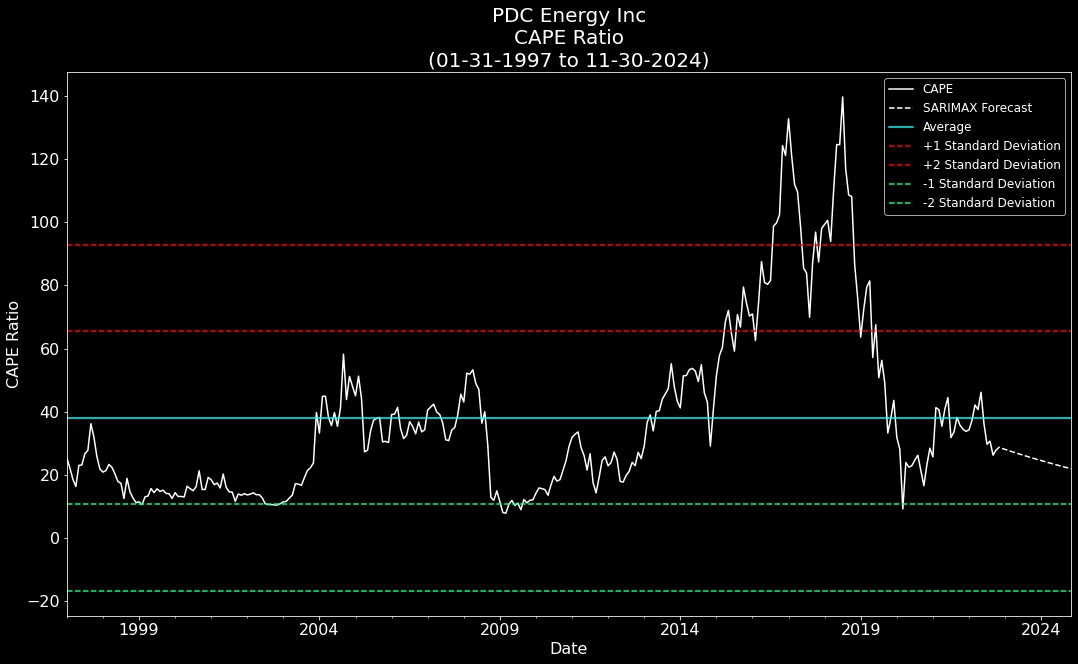 PDC Energy Inc
CAPE Ratio
(01-31-1997 to 11-30-2024)
CAPE
SARIMAX Forecast
Average
+1 Standard Deviation
+2 Standard Deviation
-1 Standard Deviation
-2 Standard Deviation
CAPE Ratio
140
120
100
80
60
40
20
0
−20
1999
2004
2009
2014
2019
2024
Date